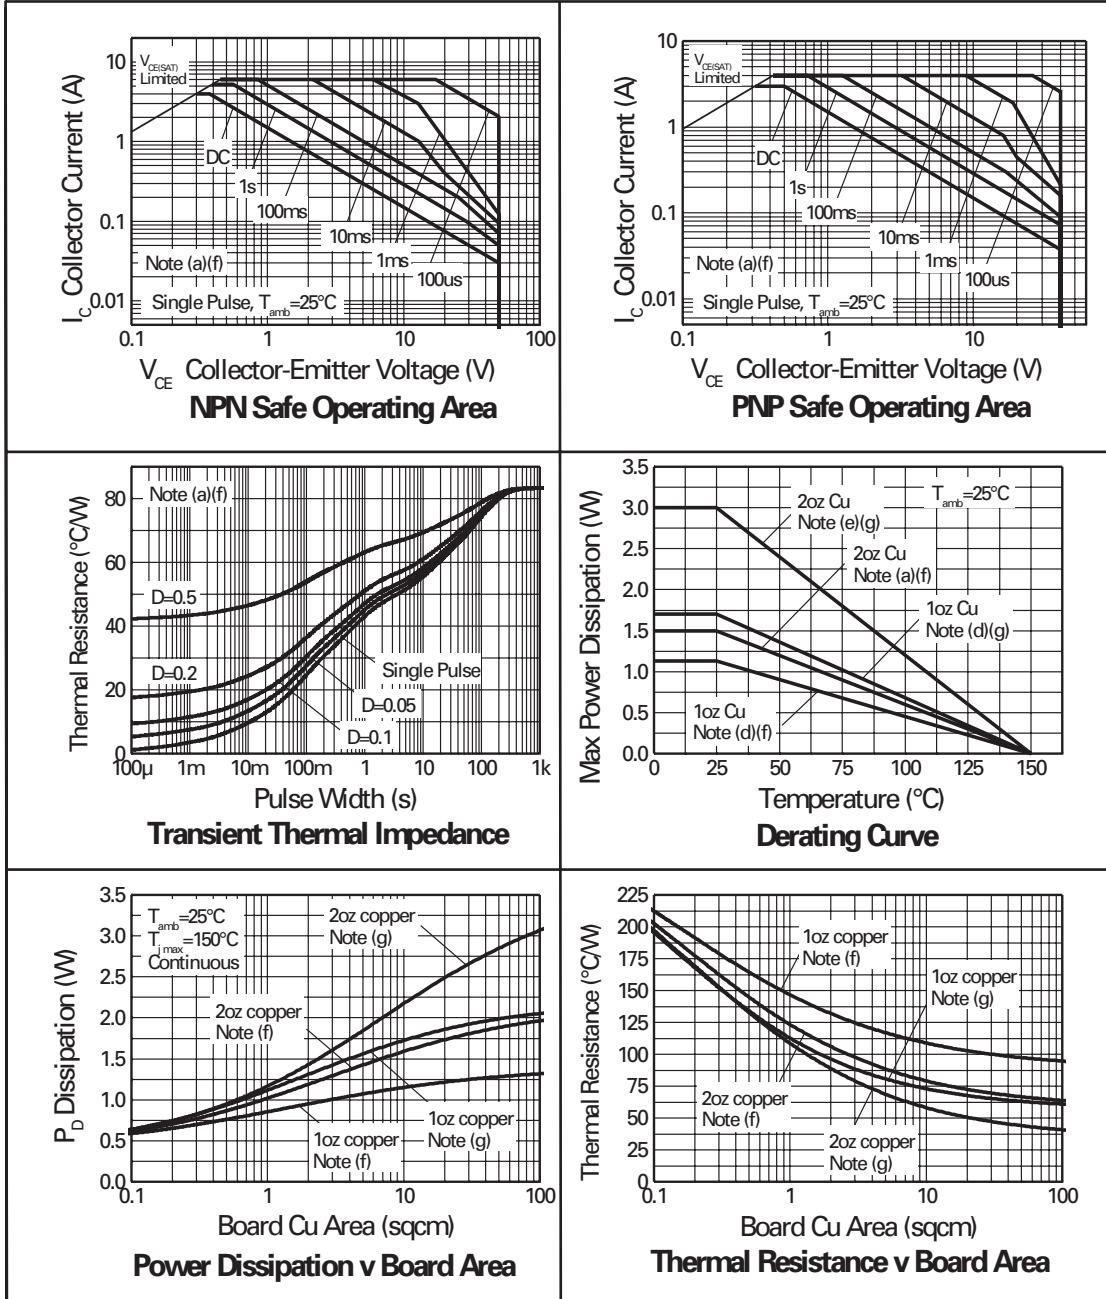 10
1
0.1
0.01
0.1
1
10
100
V CE(SAT)
Limited
DC
1s
100ms
10ms
1ms
100us
Note (a)(f)
Single Pulse, Tamb=25°C
IC Collector Current (A)
VCE Collector-Emitter Voltage (V)
NPN Safe Operating Area
10
1
0.1
0.01
0.1
1
10
V CE(SAT)
Limited
DC
1s
100ms
10ms
1ms
100us
Note (a)(f)
Single Pulse, Tamb=25°C
IC Collector Current (A)
VCE Collector-Emitter Voltage (V)
PNP Safe Operating Area
80
60
40
20
0
100µ 1m 10m 100m 1 10 100 1k
Note (a)(f)
D=0.5
D=0.2
Single Pulse
D=0.05
D=0.1
Thermal Resistance (°C/W)
Pulse Width (s)
Transient Thermal Impedance
3.5
3.0
2.5
2.0
1.5
1.0
0.5
0.0
0 25 50 75 100 125 150
2oz Cu
Note (e)(g)
Tamb=25°C
2oz Cu
Note (a)(f)
1oz Cu
Note (d)(g)
1oz Cu
Note (d)(f)
Max Power Dissipation (W)
Temperature (°C)
Derating Curve
3.5
3.0
2.5
2.0
1.5
1.0
0.5
0.0
0.1 1 10 100
Tamb=25°C
Tj max=150°C
Continuous
2oz copper
Note (g)
2oz copper
Note (f)
1oz copper
Note (f)
1oz copper
Note (g)
PD Dissipation (W)
Board Cu Area (sqcm)
Power Dissipation v Board Area
225
200
175
150
125
100
75
50
25
0
0.1 1 10 100
1oz copper
Note (f)
1oz copper
Note (g)
2oz copper
Note (f)
2oz copper
Note (g)
Thermal Resistance (°C/W)
Board Cu Area (sqcm)
Thermal Resistance v Board Area